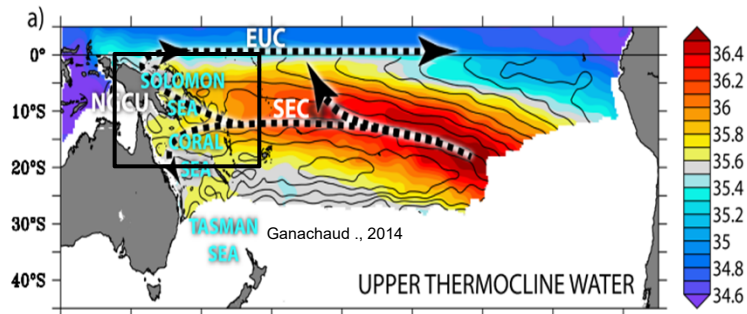 a)
EUC
0°
SOLOMON
SEA
NGCU
SEC
10°S
CORAL
SEA
20°S
30°S
TASMAN
SEA
Ganachaud ., 2014
40°S
UPPER THERMOCLINE WATER
36.4
36.2
36
35.8
35.6
35.4
35.2
35
34.8
34.6